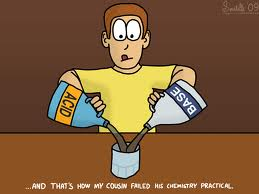 ACID
BASE
...AND THAT'S HOW MY COUSIN FAILED HIS CHEMISTRY PRACTICAL.